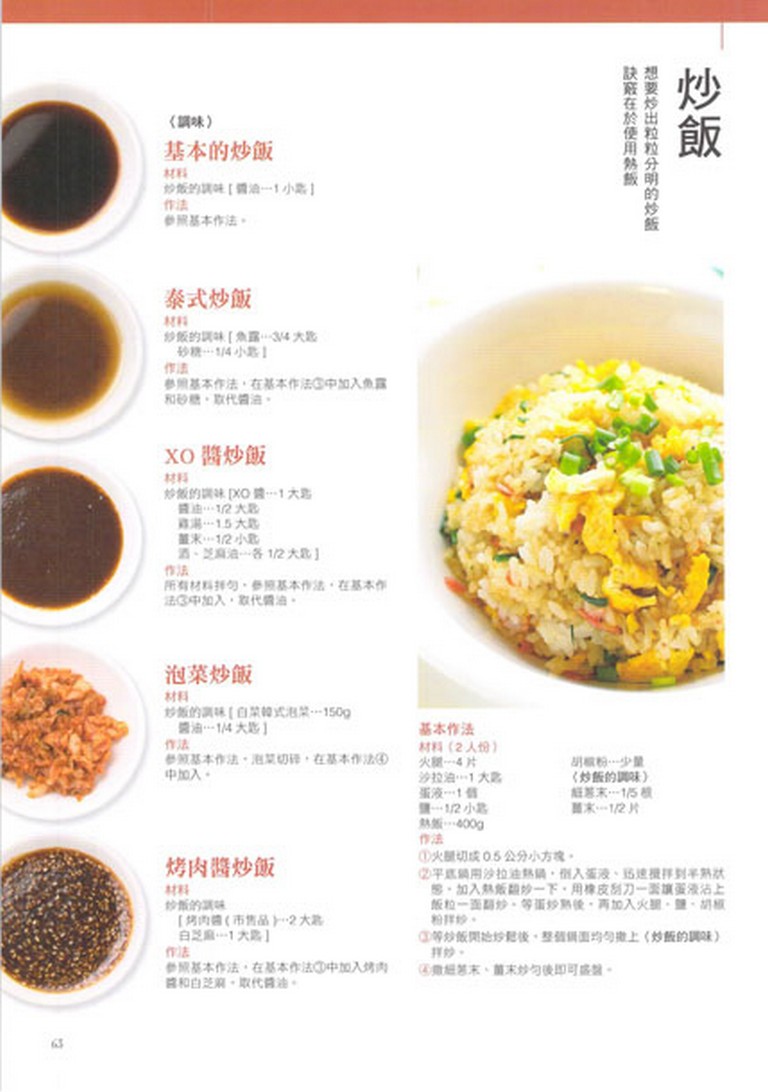 炒飯
想要炒出粒粒分明的炒飯
訣竅在於使用熱飯
〈調味〉
基本的炒飯
材料
炒飯的調味 [ 醬油…1 小匙 ]
作法
參照基本作法。
泰式炒飯
材料
炒飯的調味 [ 魚露…3/4 大匙
砂糖…1/4 小匙 ]
作法
參照基本作法，在基本作法③中加入魚露
和砂糖，取代醬油。
XO 醬炒飯
材料
炒飯的調味 [XO 醬…1 大匙
醬油…1/2 大匙
雞湯…1.5 大匙
薑末…1/2 小匙
酒、芝麻油…各 1/2 大匙 ]
作法
所有材料拌勻，參照基本作法，在基本作
法③中加入，取代醬油。
泡菜炒飯
材料
炒飯的調味 [ 白菜韓式泡菜…150g
醬油…1/4 大匙 ]
作法
參照基本作法，泡菜切碎，在基本作法④
中加入。
烤肉醬炒飯
材料
炒飯的調味
[ 烤肉醬 ( 市售品 )…2 大匙
白芝麻…1 大匙 ]
作法
參照基本作法，在基本作法③中加入烤肉
醬和白芝麻，取代醬油。
基本作法
材料（2 人份）
火腿…4 片
沙拉油…1 大匙
蛋液…1 個
鹽…1/2 小匙
熱飯…400g
胡椒粉…少量
〈炒飯的調味〉
細蔥末…1/5 根
薑末…1/2 片
作法
①火腿切成 0.5 公分小方塊。
②平底鍋用沙拉油熱鍋，倒入蛋液、迅速攪拌到半熟狀
態，加入熱飯翻炒一下，用橡皮刮刀一面讓蛋液沾上
飯粒一面翻炒。等蛋炒熟後，再加入火腿、鹽、胡椒
粉拌炒。
③等炒飯開始炒鬆後，整個鍋面均勻撒上〈炒飯的調味〉
拌炒。
④撒細蔥末、薑末炒勻後即可盛盤。
63